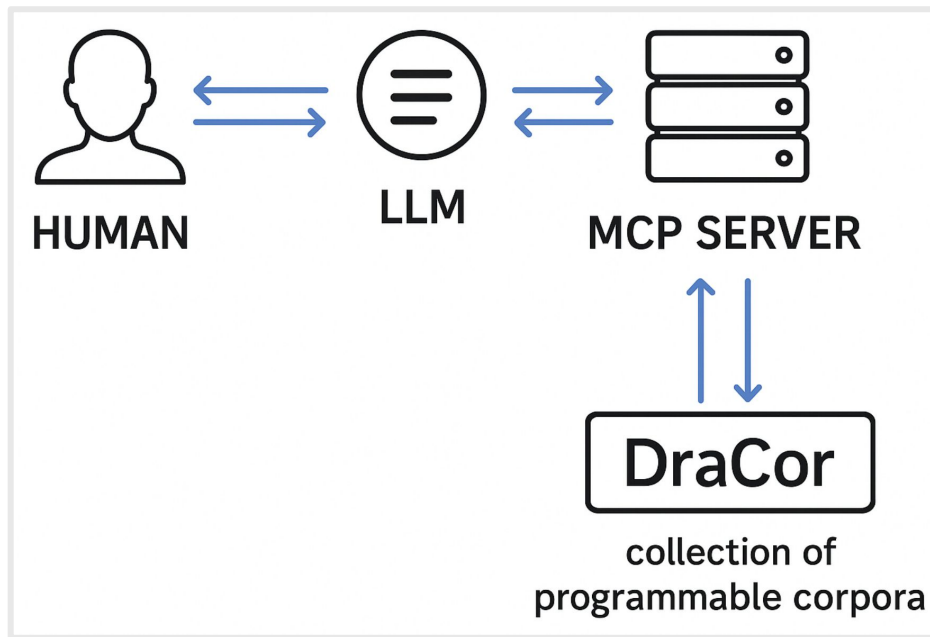 HUMAN
LLM
MCP SERVER
DraCor
collection of
programmable corpora